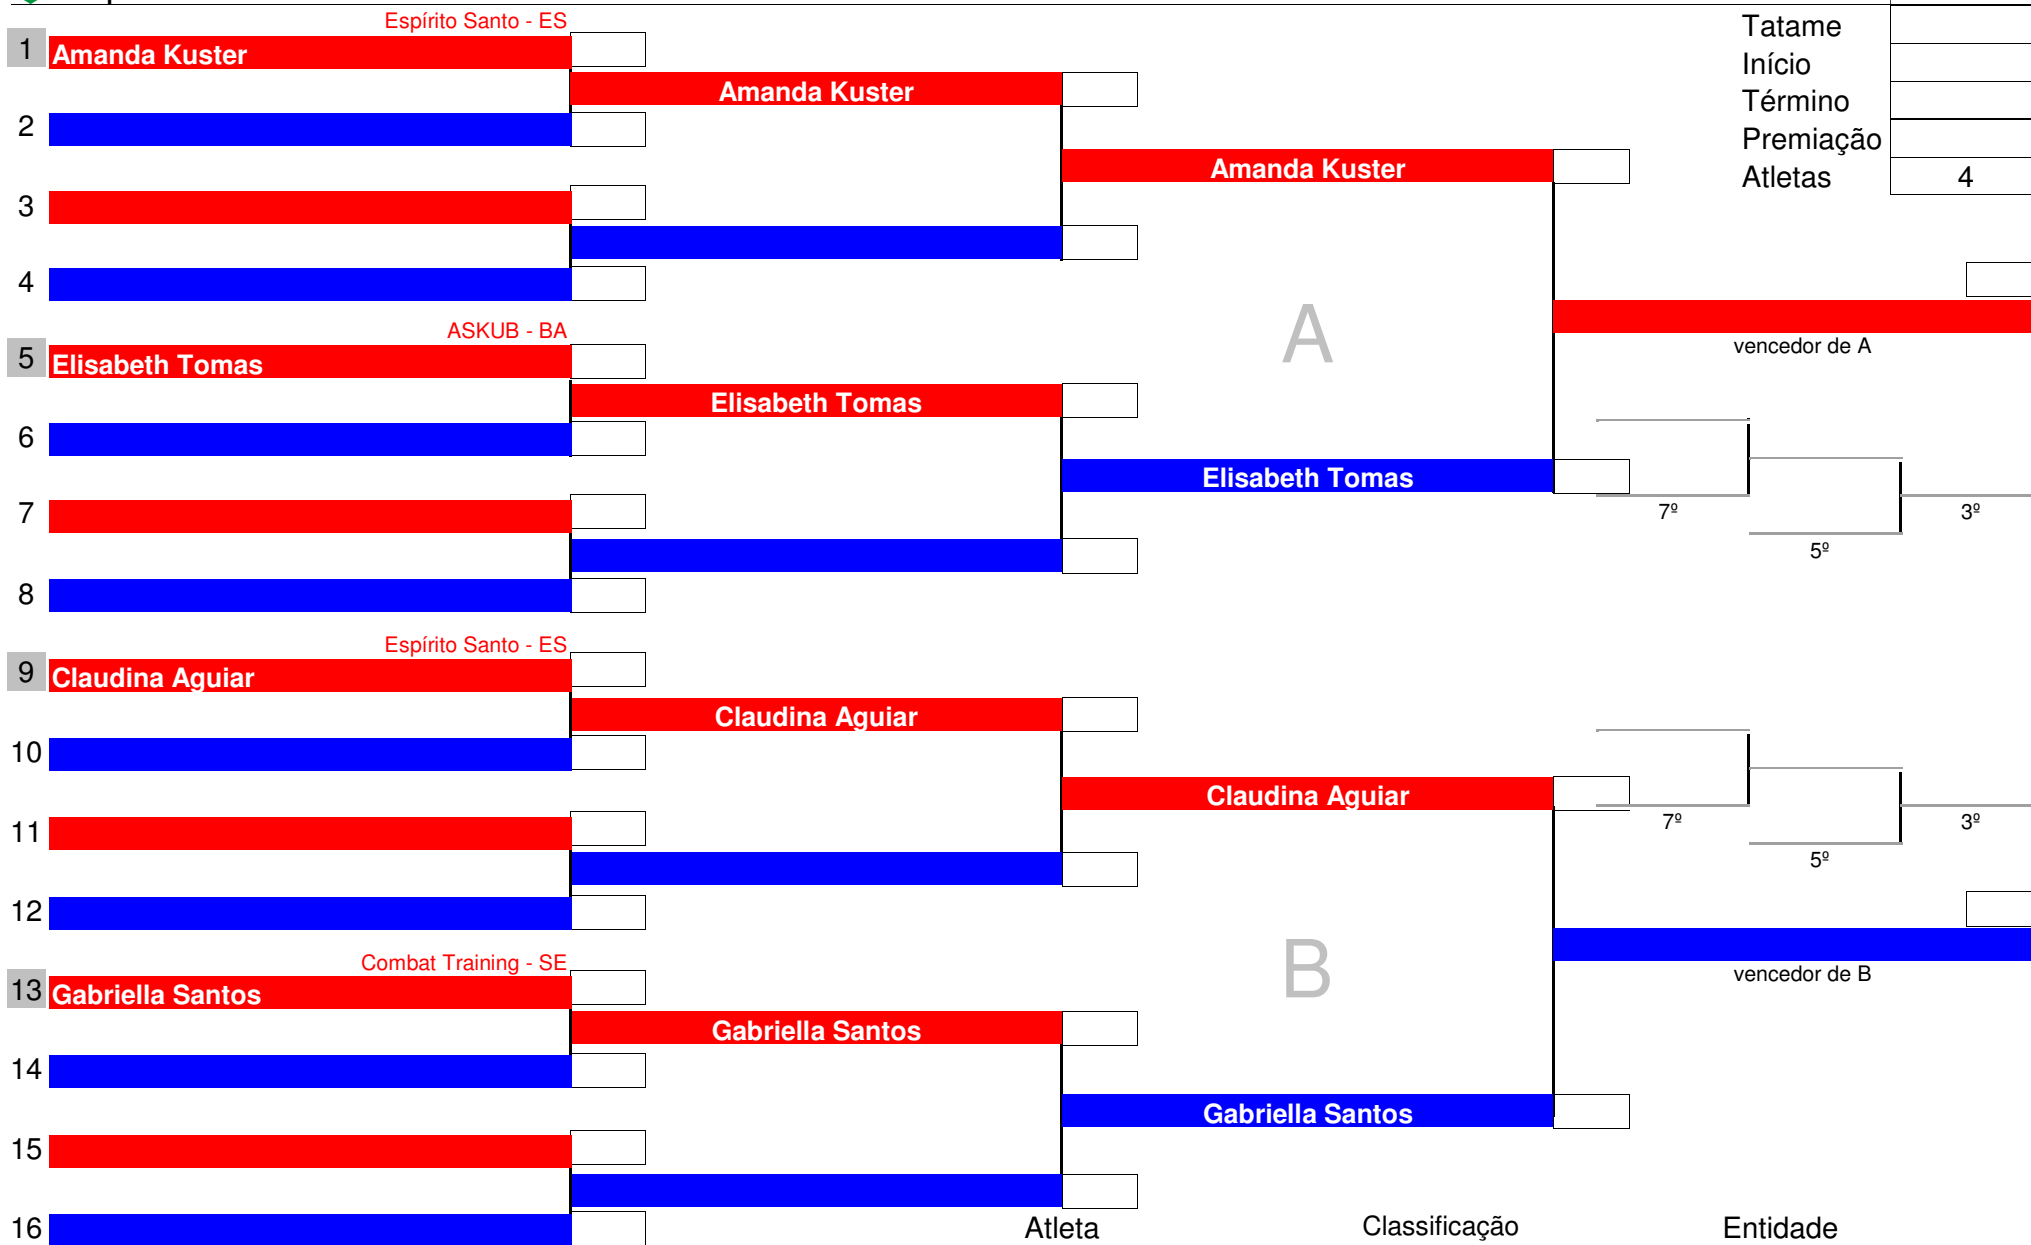 Espírito Santo - ES
1 Amanda Kuster
Amanda Kuster
2
Amanda Kuster
3
4
Tatame
Início
Término
Premiação
Atletas 4
vencedor de A
ASKUB - BA
5 Elisabeth Tomas
Elisabeth Tomas
6
A
Elisabeth Tomas
7
8
7º
3º
5º
Espírito Santo - ES
9 Claudina Aguiar
Claudina Aguiar
10
Claudina Aguiar
11
12
7º
3º
5º
Combat Training - SE
13 Gabriella Santos
Gabriella Santos
14
B
vencedor de B
Gabriella Santos
15
16
Atleta Classificação Entidade